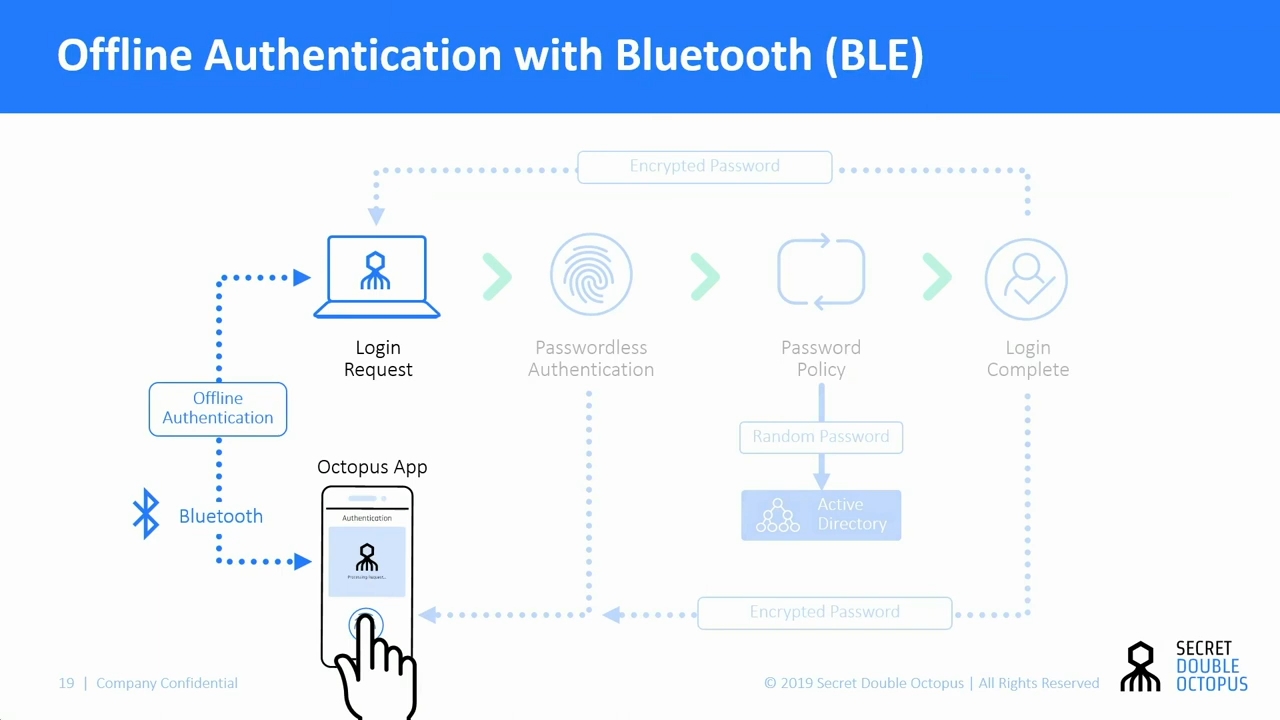 Offline Authentication with Bluetooth (BLE)
Encrypted Password
Login
Request
Passwordless
Authentication
Password
Policy
Login
Complete
Offline
Authentication
Random Password
Octopus App
Active
Directory
Bluetooth
Authentication
Processing Request...
Encrypted Password
SECRET
DOUBLE
OCTOPUS
19 | Company Confidential
© 2019 Secret Double Octopus | All Rights Reserved